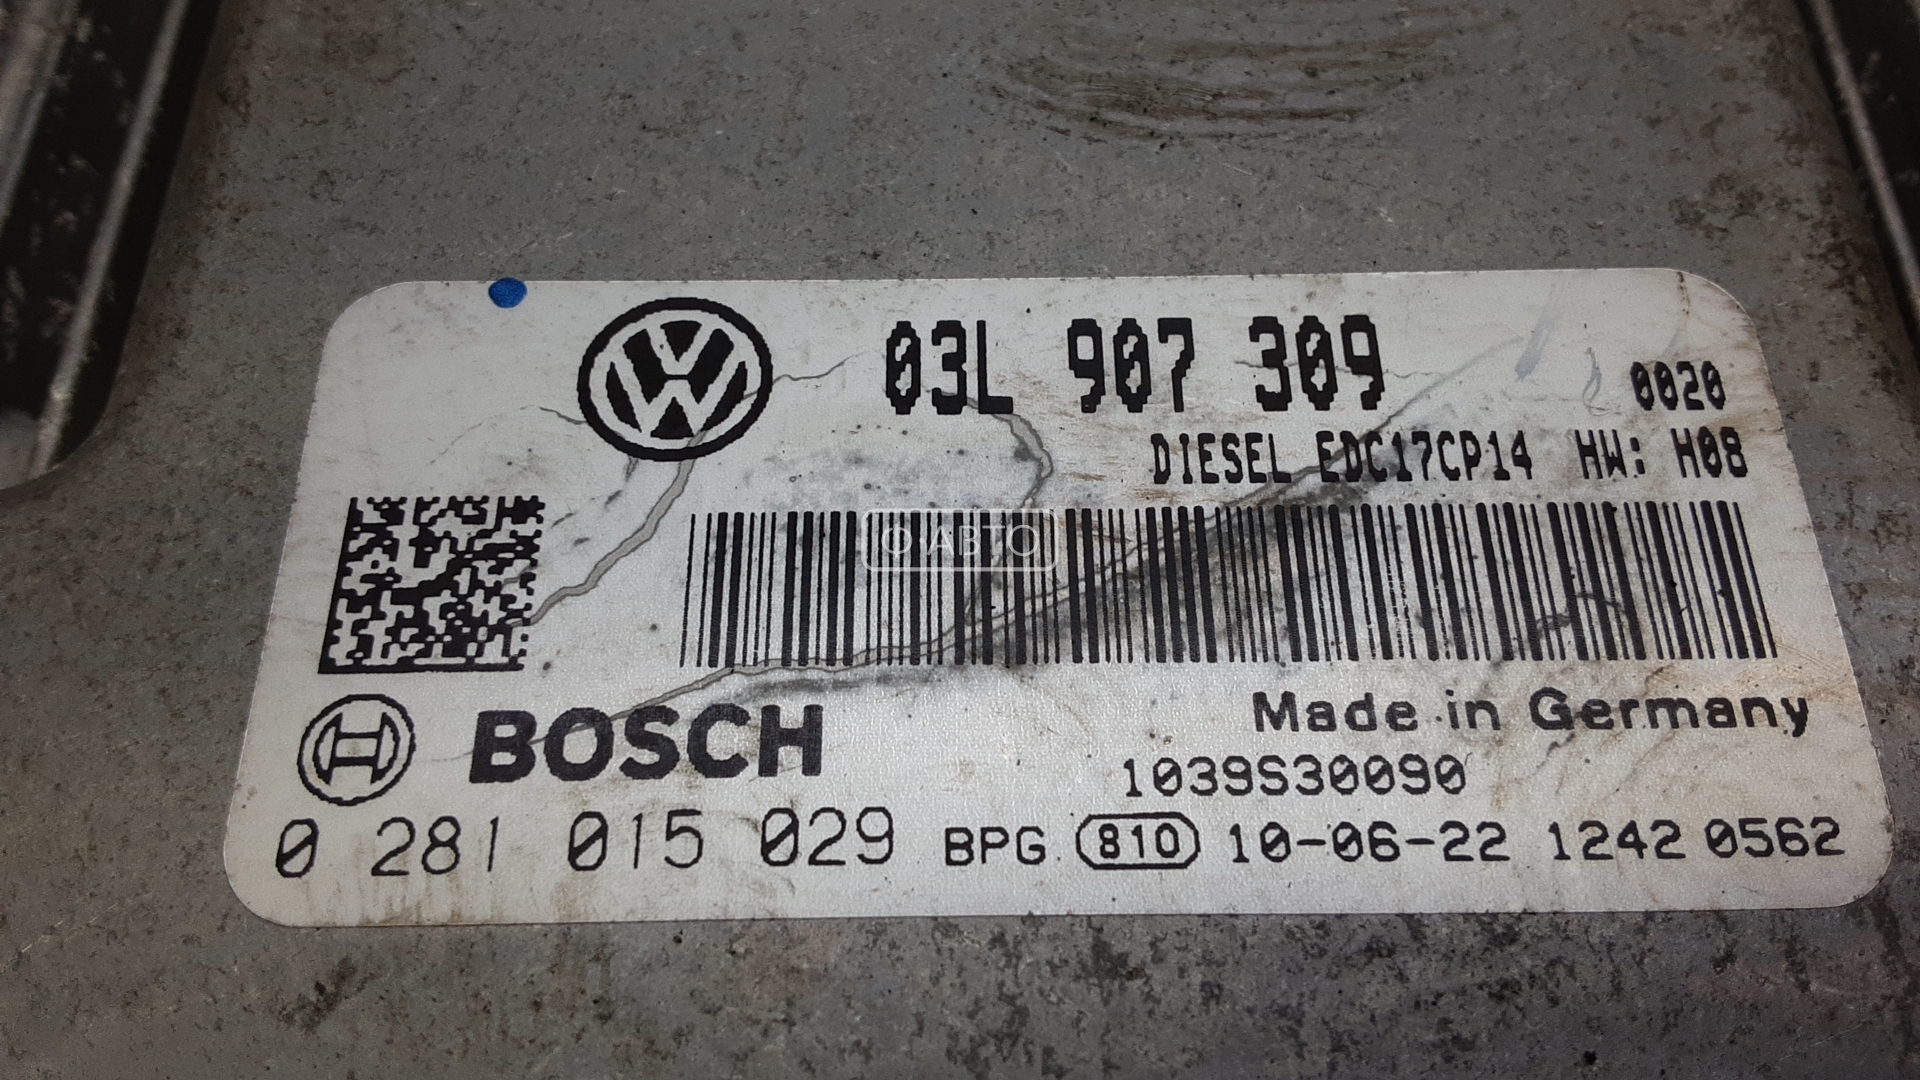 03L 907 309
0020
DIESEL EDC17CP14 HW: H08
О·АВТО
BOSCH
Made in Germany
1039S30090
0 281 015 029 BPG 810 10-06-22 1242 0562